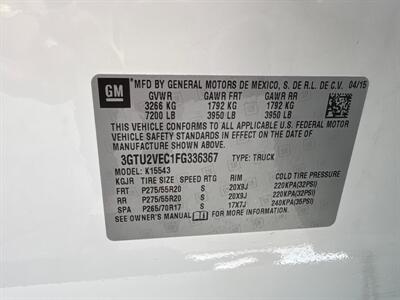 GM
*MFD BY GENERAL MOTORS DE MEXICO, S. DE R.L. DE C.V. 04/15
GVWR GAWR FRT GAWR RR
3266 KG 1792 KG 1792 KG
7200 LB 3950 LB 3950 LB
THIS VEHICLE CONFORMS TO ALL APPLICABLE U.S. FEDERAL MOTOR
VEHICLE SAFETY STANDARDS IN EFFECT ON THE DATE OF
MANUFACTURE SHOWN ABOVE.
3GTU2VEC1FG336367 TYPE: TRUCK
MODEL: K15543
KGJR TIRE SIZE SPEED RTG RIM COLD TIRE PRESSURE
FRT P275/55R20 S 20X9J 220KPA(32PSI)
RR P275/55R20 S 20X9J 220KPA(32PSI)
SPA P265/70R17 S 17X7J 240KPA(35PSI)
SEE OWNER'S MANUAL FOR MORE INFORMATION.